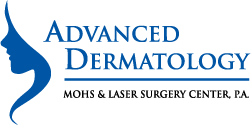 ADVANCED
DERMATOLOGY
MOHS & LASER SURGERY CENTER, P.A.